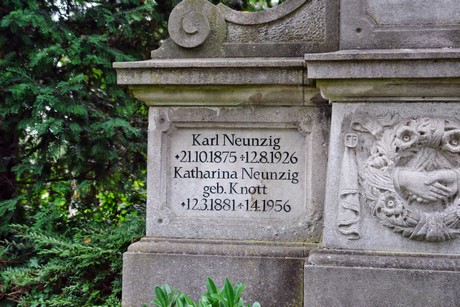 Karl Neunzig
*21.10.1875 +12.8.1926
Katharina Neunzig
geb. Knott
*12.3.1881 +1.4.1956